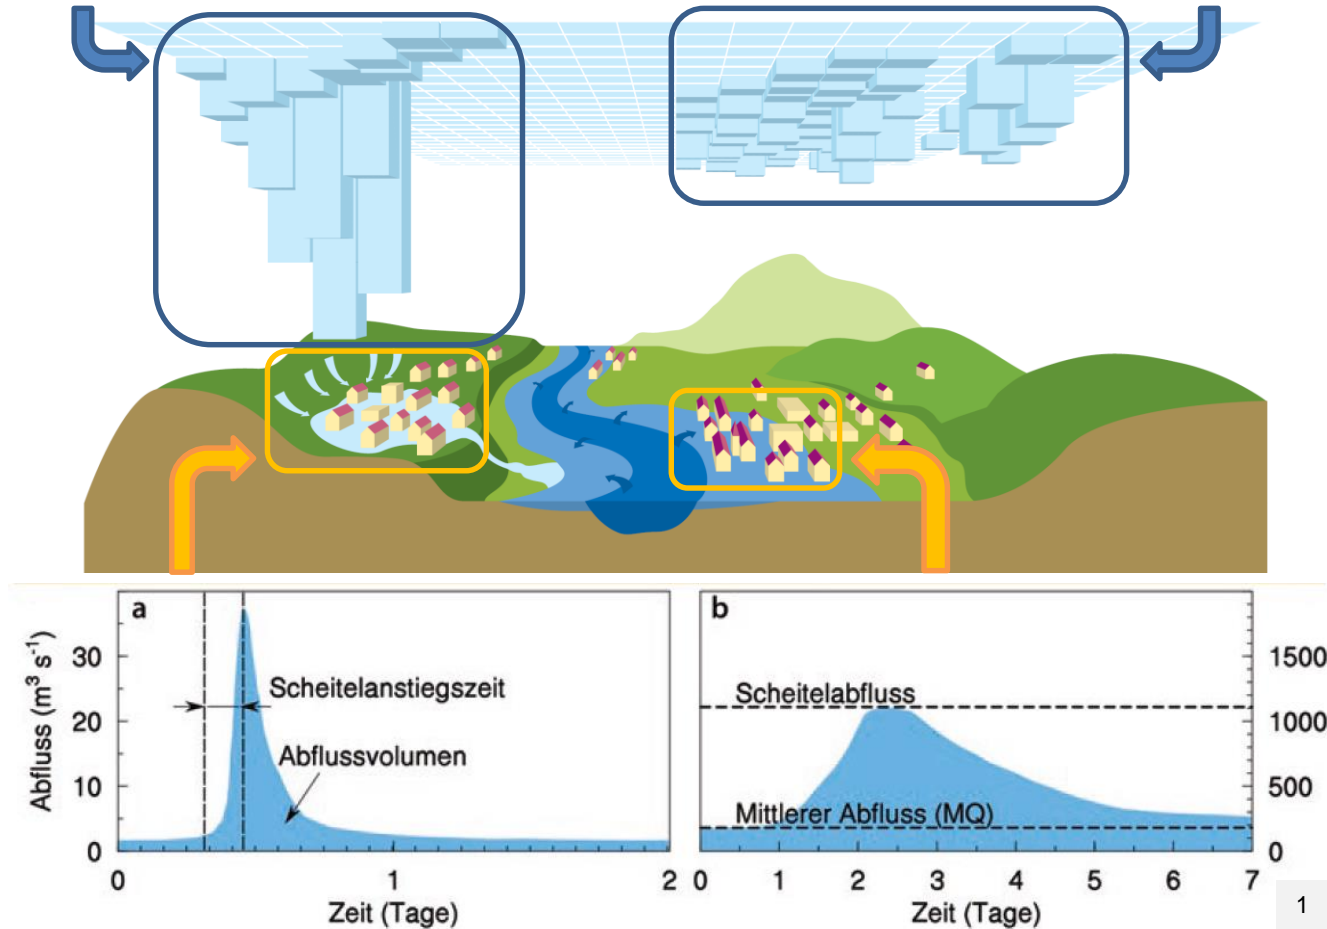 a
Abfluss (m³ s⁻¹)
30
20
10
0
Scheitelanstiegszeit
Abflussvolumen
0 1 2
Zeit (Tage)
b
Scheitelabfluss
Mittlerer Abfluss (MQ)
1500
1000
500
0
0 1 2 3 4 5 6 7
Zeit (Tage)
1